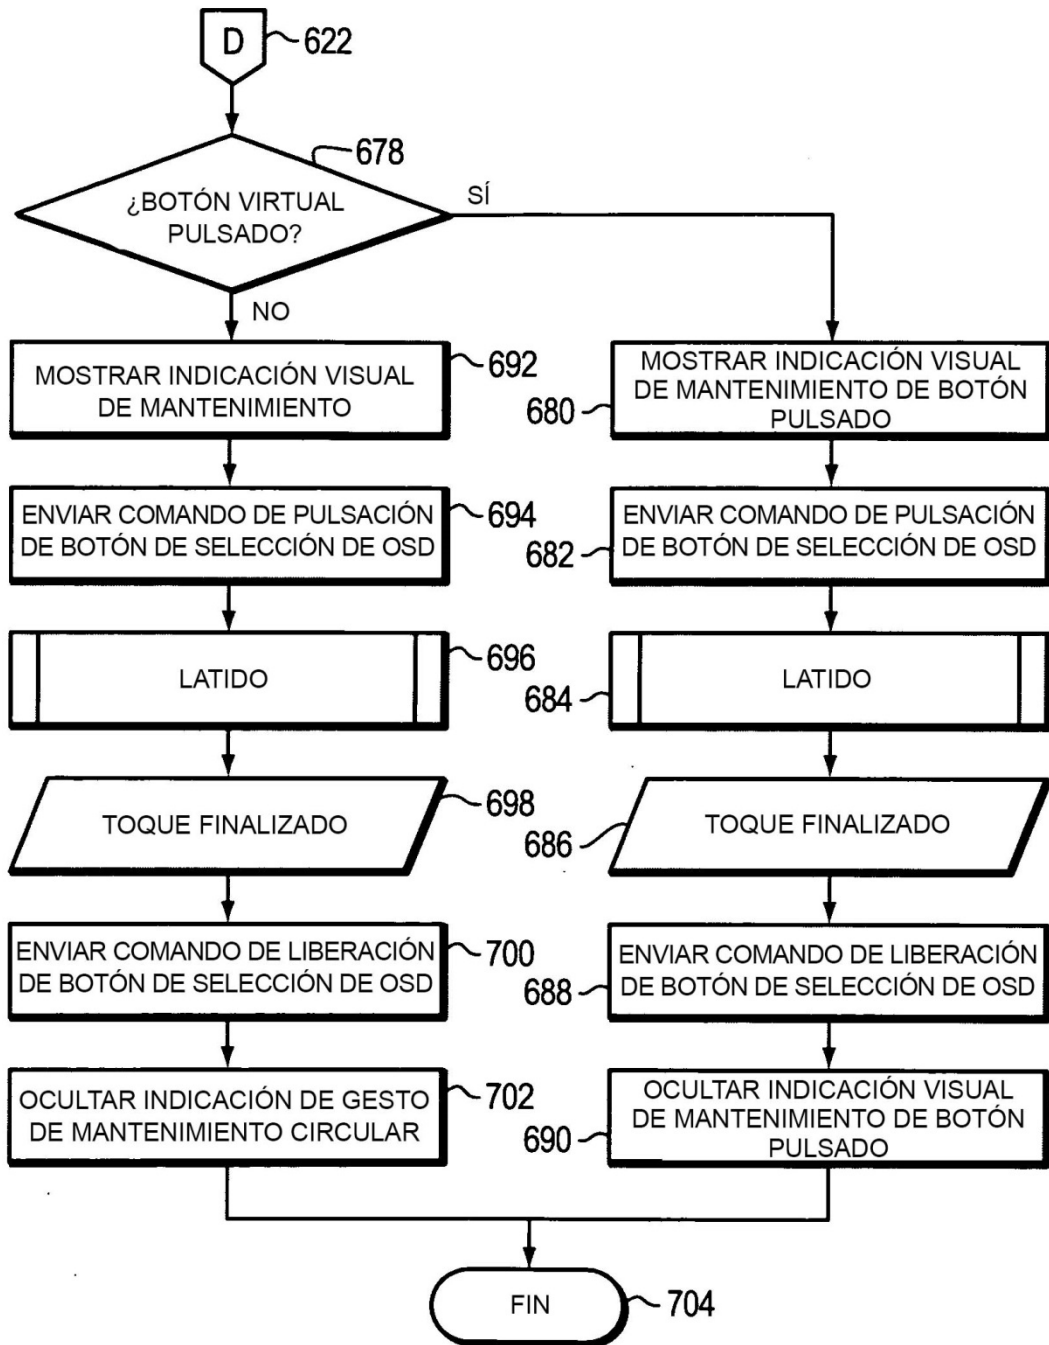 D
622
678
¿BOTÓN VIRTUAL
PULSADO?
SÍ
NO
692
MOSTRAR INDICACIÓN VISUAL
DE MANTENIMIENTO
MOSTRAR INDICACIÓN VISUAL
DE MANTENIMIENTO DE BOTÓN
PULSADO
680
ENVIAR COMANDO DE PULSACIÓN
DE BOTÓN DE SELECCIÓN DE OSD
694
ENVIAR COMANDO DE PULSACIÓN
DE BOTÓN DE SELECCIÓN DE OSD
682
LATIDO
696
LATIDO
684
TOQUE FINALIZADO
698
TOQUE FINALIZADO
686
ENVIAR COMANDO DE LIBERACIÓN
DE BOTÓN DE SELECCIÓN DE OSD
700
ENVIAR COMANDO DE LIBERACIÓN
DE BOTÓN DE SELECCIÓN DE OSD
688
OCULTAR INDICACIÓN DE GESTO
DE MANTENIMIENTO CIRCULAR
702
OCULTAR INDICACIÓN VISUAL
DE MANTENIMIENTO DE BOTÓN
PULSADO
690
FIN
704